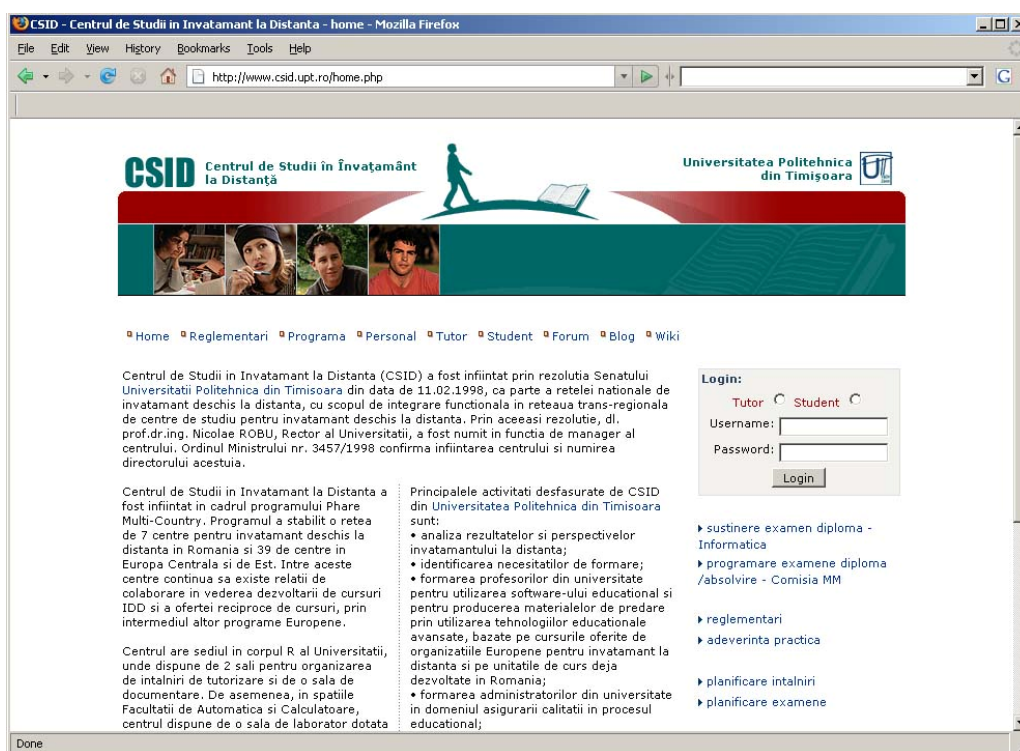 CSID - Centrul de Studii in Invatamant la Distanta - home - Mozilla Firefox
File Edit View History Bookmarks Tools Help
http://www.csid.upt.ro/home.php
G
CSID
Centrul de Studii în Învaţamânt
la Distanţă
Universitatea Politehnica
din Timişoara
Home Reglementari Programa Personal Tutor Student Forum Blog Wiki
Centrul de Studii in Invatamant la Distanta (CSID) a fost infiintat prin rezolutia Senatului
Universitatii Politehnica din Timisoara din data de 11.02.1998, ca parte a retelei nationale de
invatamant deschis la distanta, cu scopul de integrare functionala in reteaua trans-regionala
de centre de studiu pentru invatamant deschis la distanta. Prin aceeasi rezolutie, dl.
prof.dr.ing. Nicolae ROBU, Rector al Universitatii, a fost numit in functia de manager al
centrului. Ordinul Ministrului nr. 3457/1998 confirma infiintarea centrului si numirea
directorului acestuia.
Centrul de Studii in Invatamant la Distanta a
fost infiintat in cadrul programului Phare
Multi-Country. Programul a stabilit o retea
de 7 centre pentru invatamant deschis la
distanta in Romania si 39 de centre in
Europa Centrala si de Est. Intre aceste
centre continua sa existe relatii de
colaborare in vederea dezvoltarii de cursuri
IDD si a ofertei reciproce de cursuri, prin
intermediul altor programe Europene.
Centrul are sediul in corpul R al Universitatii,
unde dispune de 2 sali pentru organizarea
de intalniri de tutorizare si de o sala de
documentare. De asemenea, in spatiile
Facultatii de Automatica si Calculatoare,
centrul dispune de o sala de laborator dotata
Principalele activitati desfasurate de CSID
din Universitatea Politehnica din Timisoara
sunt:
• analiza rezultatelor si perspectivelor
invatamantului la distanta;
• identificarea necesitatilor de formare;
• formarea profesorilor din universitate
pentru utilizarea software-ului educational si
pentru producerea materialelor de predare
prin utilizarea tehnologiilor educationale
avansate, bazate pe cursurile oferite de
organizatiile Europene pentru invatamant la
distanta si pe unitatile de curs deja
dezvoltate in Romania;
• formarea administratorilor din universitate
in domeniul asigurarii calitatii in procesul
educational;
Login:
Tutor Student
Username:
Password:
Login
sustinere examen diploma -
Informatica
programare examene diploma
/absolvire - Comisia MM
reglementari
adeverinta practica
planificare intalniri
planificare examene
Done